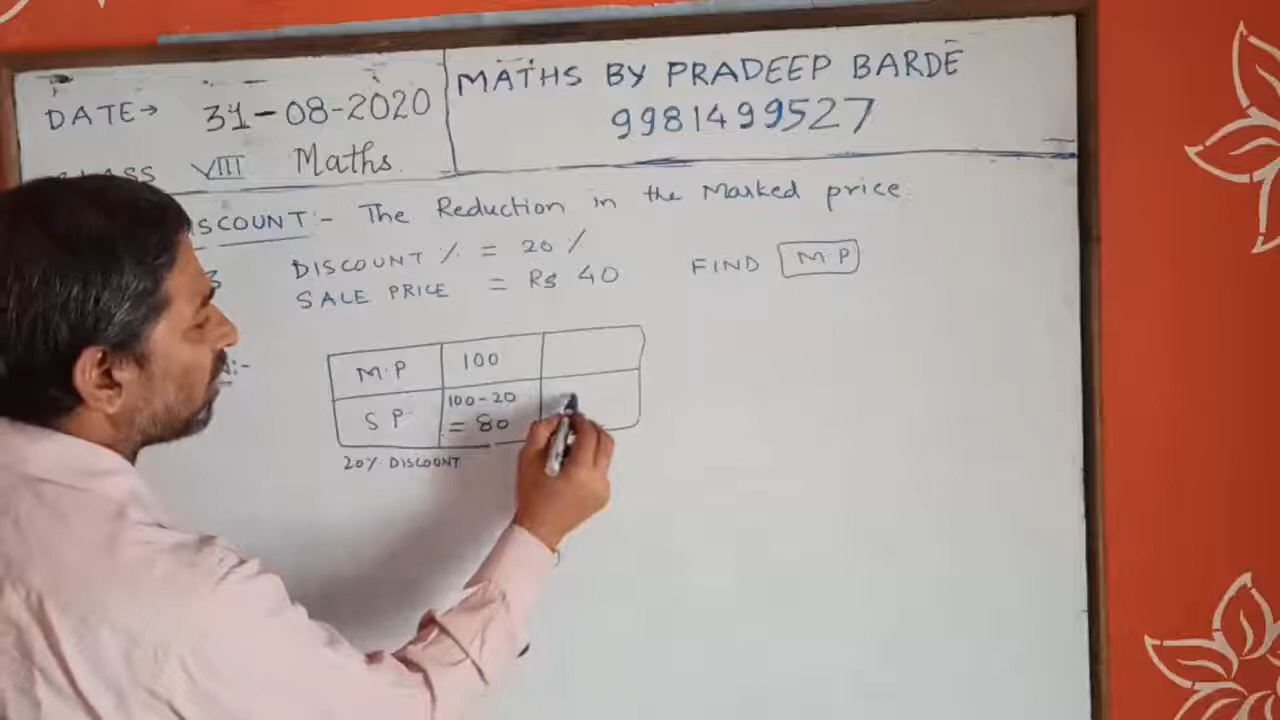 DATE→ 31-08-2020
MATHS BY PRADEEP BARDE
9981499527
VIII Maths
DISCOUNT:- The Reduction in the Marked price
DISCOUNT % = 20 %
SALE PRICE = Rs 40
FIND M.P
M.P 100
S P 100-20
= 80
20% DISCOUNT